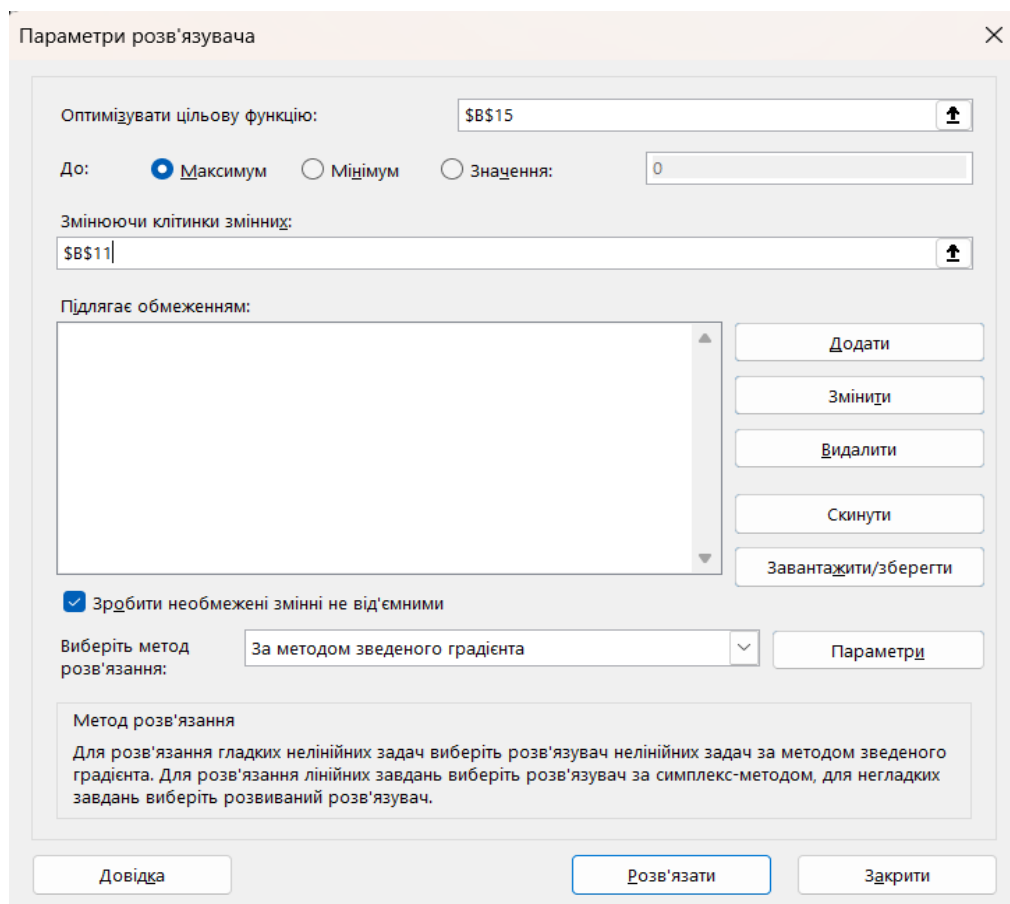 Параметри розв'язувача
Оптимізувати цільову функцію:
$B$15
До:
Максимум
Мінімум
Значення:
0
Змінюючи клітинки змінних:
$B$11
Підлягає обмеженням:
Додати
Змінити
Видалити
Скинути
Завантажити/зберегти
Зробити необмежені змінні не від'ємними
Виберіть метод
розв'язання:
За методом зведеного градієнта
Параметри
Метод розв'язання
Для розв'язання гладких нелінійних задач виберіть розв'язувач нелінійних задач за методом зведеного
градієнта. Для розв'язання лінійних завдань виберіть розв'язувач за симплекс-методом, для негладких
завдань виберіть розвиваний розв'язувач.
Довідка
Розв'язати
Закрити